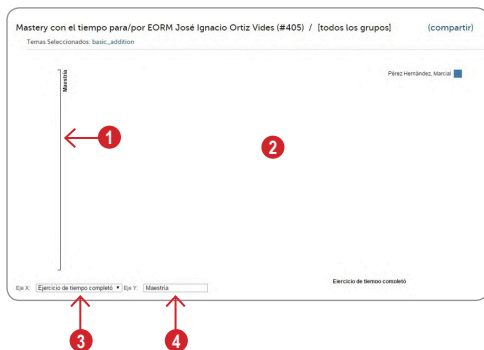 Mastery con el tiempo para/por EORM José Ignacio Ortiz Vides (#405) / [todos los grupos] (compartir)
Temas Seleccionados: basic_addition
Maestría
Pérez Hernández, Marcial
1
2
Ejercicio de tiempo completó
Eje X: Ejercicio de tiempo completó Eje Y: Maestría
3
4